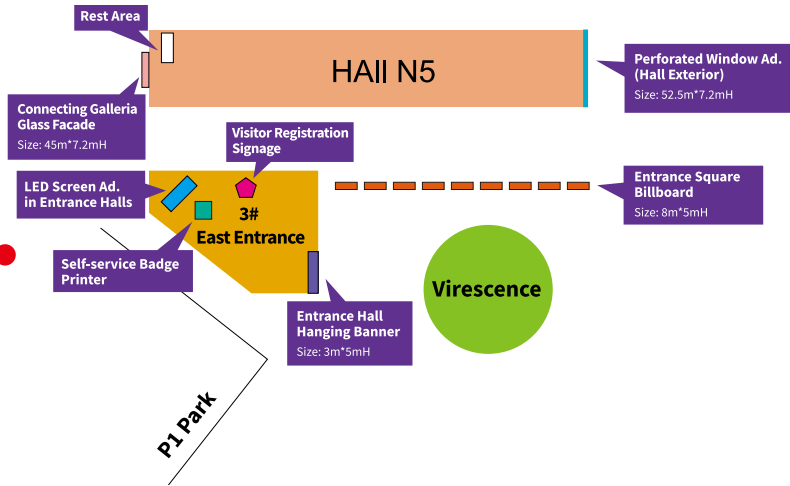 Rest Area
HAll N5
Perforated Window Ad.
(Hall Exterior)
Size: 52.5m*7.2mH
Connecting Galleria
Glass Facade
Size: 45m*7.2mH
Visitor Registration
Signage
LED Screen Ad.
in Entrance Halls
Entrance Square
Billboard
Size: 8m*5mH
3#
East Entrance
Self-service Badge
Printer
Virescence
Entrance Hall
Hanging Banner
Size: 3m*5mH
P1 Park